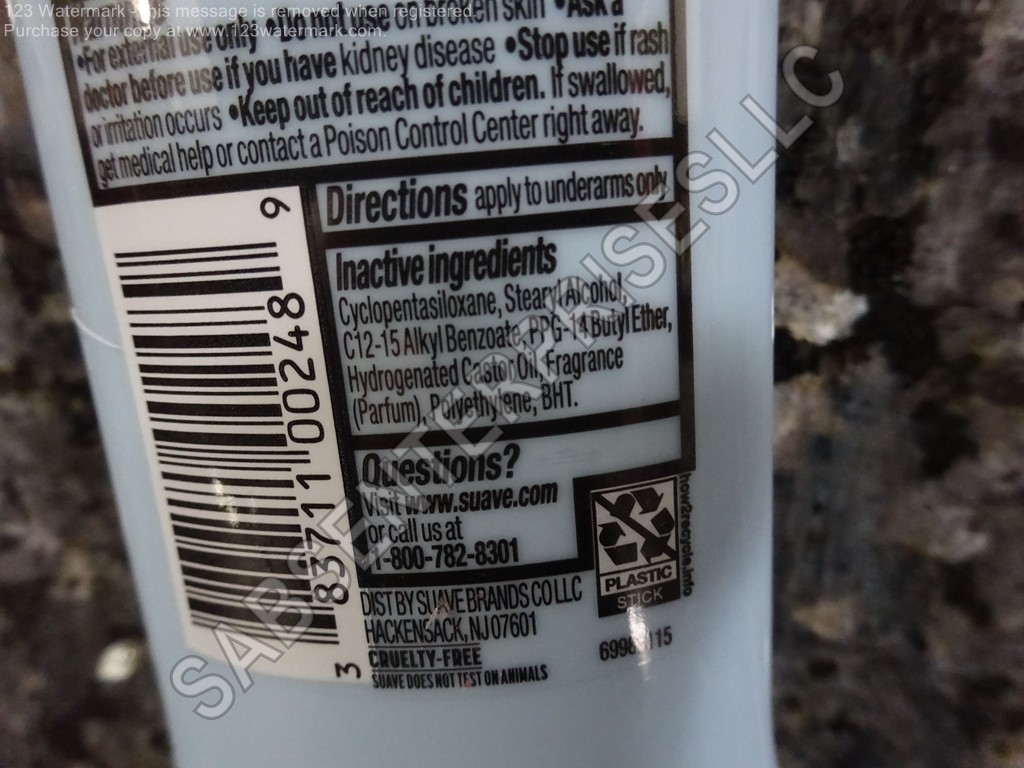 123 Watermark - This message is removed when registered.
Purchase your copy at www.123watermark.com.
•For external use only • Do not use on broken skin •Ask a
doctor before use if you have kidney disease •Stop use if rash
or irritation occurs •Keep out of reach of children. If swallowed,
get medical help or contact a Poison Control Center right away.
Directions apply to underarms only
Inactive ingredients
Cyclopentasiloxane, Stearyl Alcohol,
C12-15 Alkyl Benzoate, PPG-14 Butyl Ether,
Hydrogenated Castor Oil, Fragrance
(Parfum), Polyethylene, BHT.
Questions?
Visit www.suave.com
or call us at
1-800-782-8301
DIST BY SUAVE BRANDS CO LLC
HACKENSACK, NJ 07601
CRUELTY-FREE
SUAVE DOES NOT TEST ON ANIMALS
how2recycle.info
PLASTIC
STICK
3 83711 00248 9
SABSENTERPRISESLLC